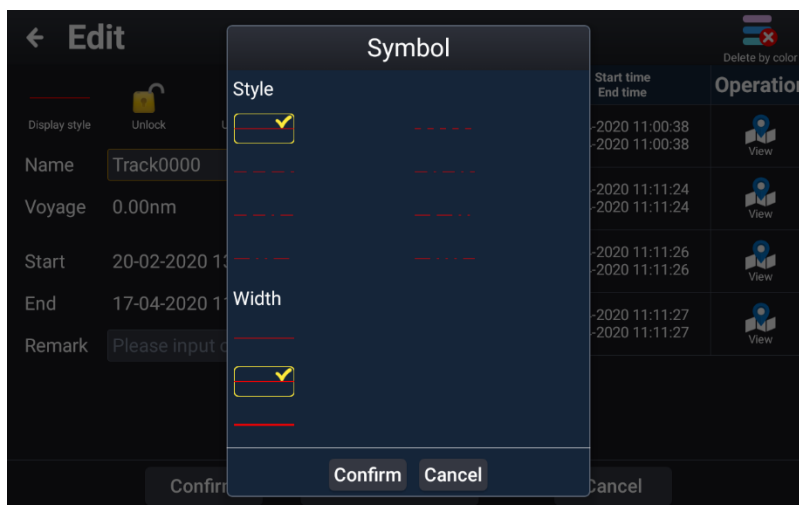 Edit
Symbol
Delete by color
Style
Start time
End time
Operation
Display style
Unlock
-2020 11:00:38
-2020 11:00:38
View
Name
Track0000
Voyage
0.00nm
-2020 11:11:24
-2020 11:11:24
View
Start
20-02-2020 1
-2020 11:11:26
-2020 11:11:26
View
End
17-04-2020 1
Width
-2020 11:11:27
-2020 11:11:27
View
Remark
Please input
Confirm
Cancel
Confirm
Cancel